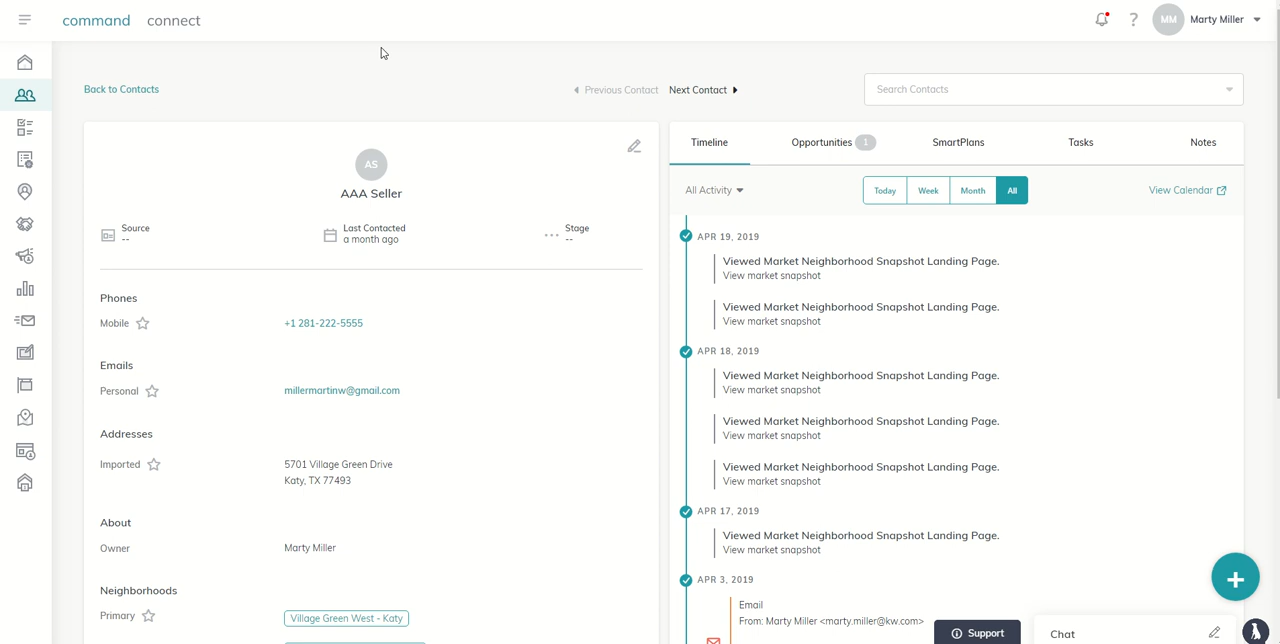 command connect
MM Marty Miller
Back to Contacts
Previous Contact Next Contact
Search Contacts
AS
AAA Seller
Source
--
Last Contacted
a month ago
Stage
--
Phones
Mobile +1 281-222-5555
Emails
Personal millermartinw@gmail.com
Addresses
Imported 5701 Village Green Drive
Katy, TX 77493
About
Owner Marty Miller
Neighborhoods
Primary Village Green West - Katy
Timeline Opportunities 1 SmartPlans Tasks Notes
All Activity Today Week Month All View Calendar
APR 19, 2019
Viewed Market Neighborhood Snapshot Landing Page.
View market snapshot
Viewed Market Neighborhood Snapshot Landing Page.
View market snapshot
APR 18, 2019
Viewed Market Neighborhood Snapshot Landing Page.
View market snapshot
Viewed Market Neighborhood Snapshot Landing Page.
View market snapshot
Viewed Market Neighborhood Snapshot Landing Page.
View market snapshot
APR 17, 2019
Viewed Market Neighborhood Snapshot Landing Page.
View market snapshot
APR 3, 2019
Email
From: Marty Miller <marty.miller@kw.com>
Support
Chat